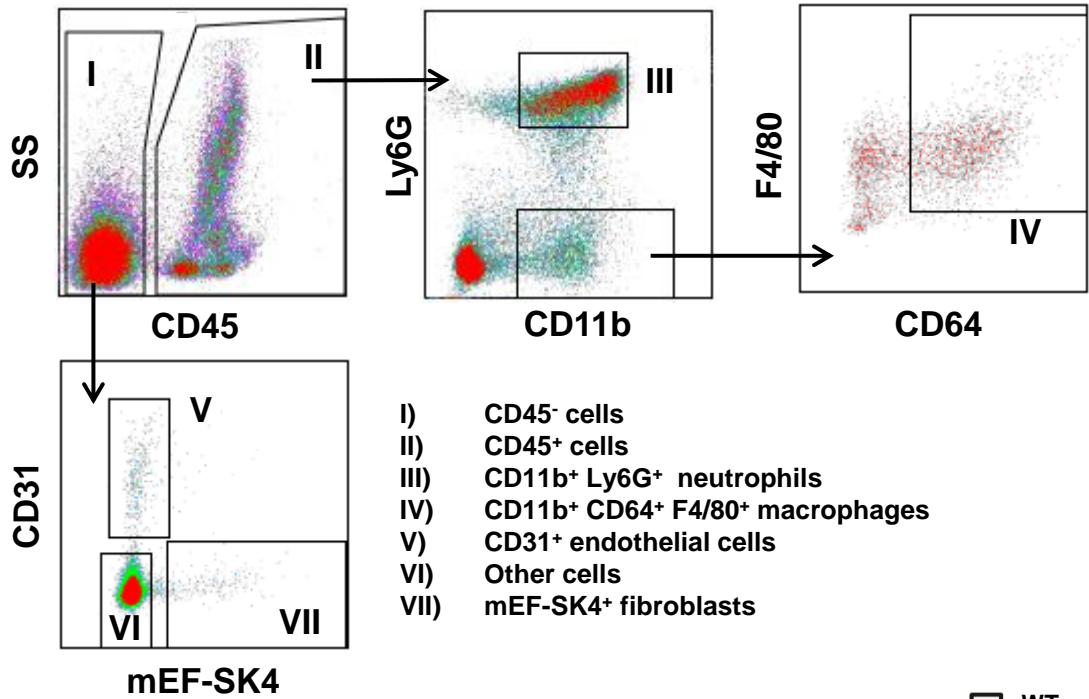 I
II
SS
CD45
III
Ly6G
CD11b
F4/80
IV
CD64
V
CD31
VI
VII
mEF-SK4
I) CD45⁻ cells
II) CD45⁺ cells
III) CD11b⁺ Ly6G⁺ neutrophils
IV) CD11b⁺ CD64⁺ F4/80⁺ macrophages
V) CD31⁺ endothelial cells
VI) Other cells
VII) mEF-SK4⁺ fibroblasts
WT